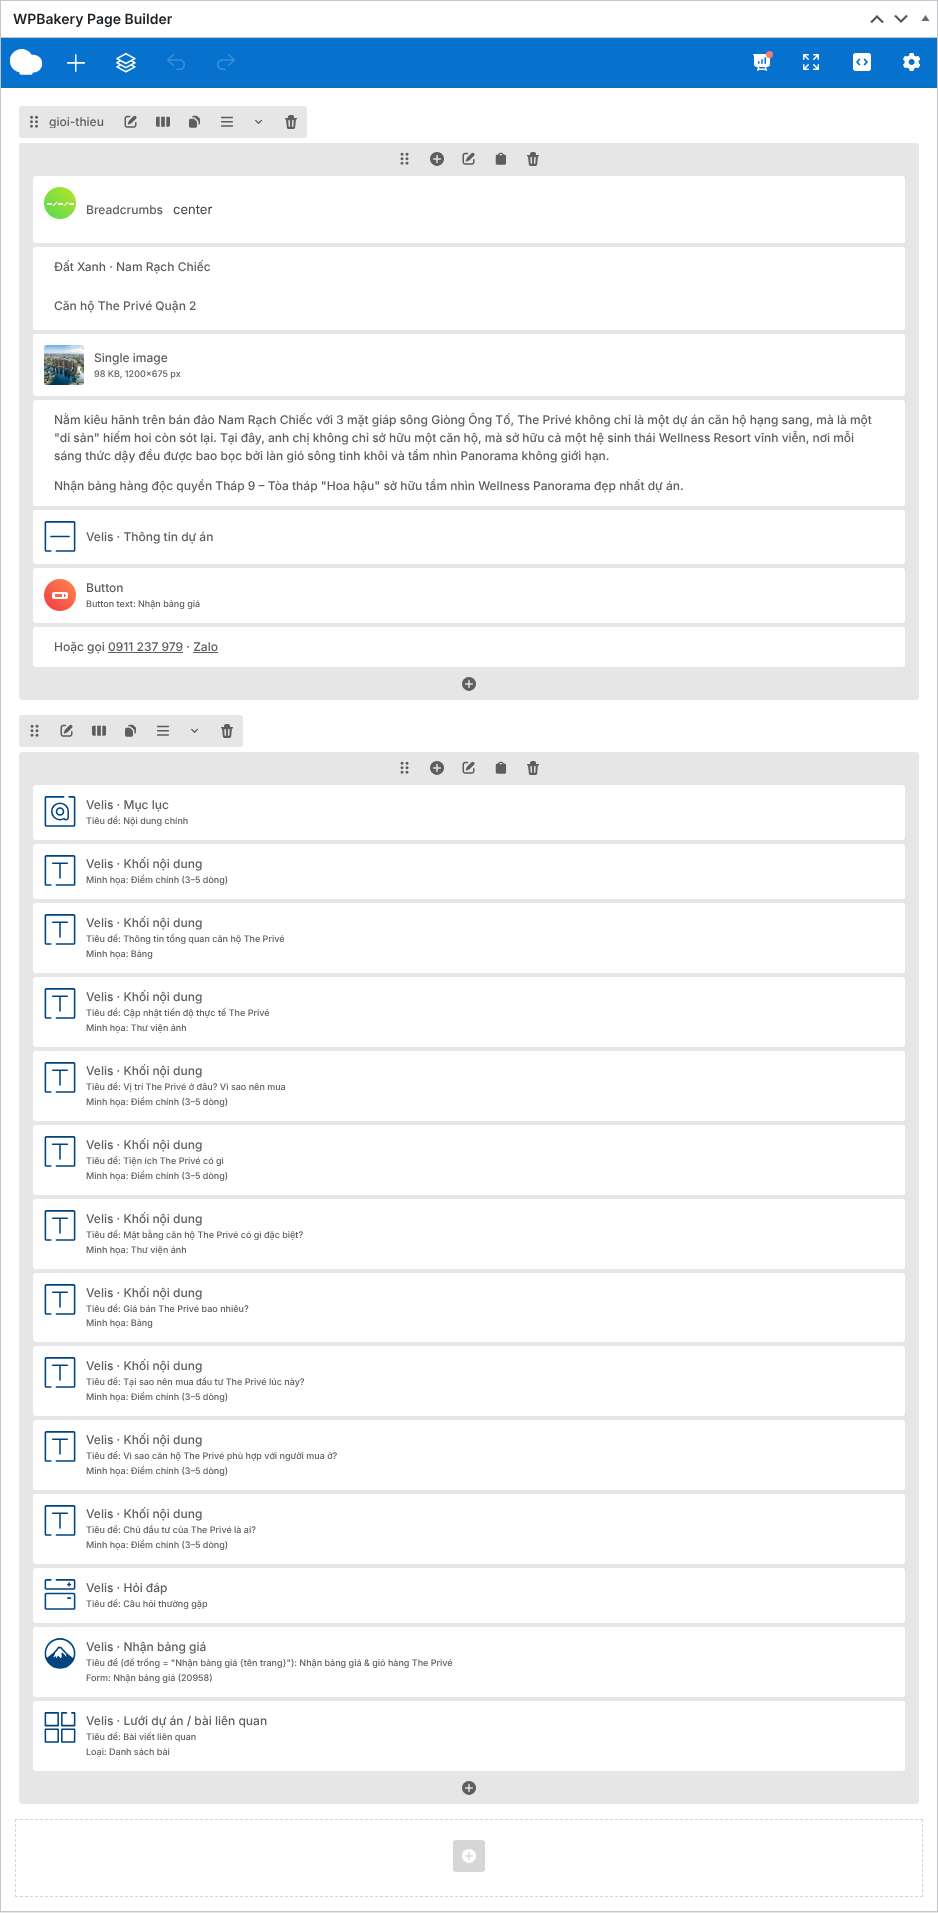 WPBakery Page Builder
gioi-thieu
Breadcrumbs center
Đất Xanh · Nam Rạch Chiếc
Căn hộ The Privé Quận 2
Single image
98 KB, 1200×675 px
Nằm kiêu hãnh trên bán đảo Nam Rạch Chiếc với 3 mặt giáp sông Giòng Ông Tố, The Privé không chỉ là một dự án căn hộ hạng sang, mà là một
"di sản" hiếm hoi còn sót lại. Tại đây, anh chị không chỉ sở hữu một căn hộ, mà sở hữu cả một hệ sinh thái Wellness Resort vĩnh viễn, nơi mỗi
sáng thức dậy đều được bao bọc bởi làn gió sông tinh khôi và tầm nhìn Panorama không giới hạn.
Nhận bảng hàng độc quyền Tháp 9 – Tòa tháp "Hoa hậu" sở hữu tầm nhìn Wellness Panorama đẹp nhất dự án.
Velis · Thông tin dự án
Button
Button text: Nhận bảng giá
Hoặc gọi 0911 237 979 · Zalo
Velis · Mục lục
Tiêu đề: Nội dung chính
Velis · Khối nội dung
Minh họa: Điểm chính (3–5 dòng)
Velis · Khối nội dung
Tiêu đề: Thông tin tổng quan căn hộ The Privé
Minh họa: Bảng
Velis · Khối nội dung
Tiêu đề: Cập nhật tiến độ thực tế The Privé
Minh họa: Thư viện ảnh
Velis · Khối nội dung
Tiêu đề: Vị trí The Privé ở đâu? Vì sao nên mua
Minh họa: Điểm chính (3–5 dòng)
Velis · Khối nội dung
Tiêu đề: Tiện ích The Privé có gì
Minh họa: Điểm chính (3–5 dòng)
Velis · Khối nội dung
Tiêu đề: Mặt bằng căn hộ The Privé có gì đặc biệt?
Minh họa: Thư viện ảnh
Velis · Khối nội dung
Tiêu đề: Giá bán The Privé bao nhiêu?
Minh họa: Bảng
Velis · Khối nội dung
Tiêu đề: Tại sao nên mua đầu tư The Privé lúc này?
Minh họa: Điểm chính (3–5 dòng)
Velis · Khối nội dung
Tiêu đề: Vì sao căn hộ The Privé phù hợp với người mua ở?
Minh họa: Điểm chính (3–5 dòng)
Velis · Khối nội dung
Tiêu đề: Chủ đầu tư của The Privé là ai?
Minh họa: Điểm chính (3–5 dòng)
Velis · Hỏi đáp
Tiêu đề: Câu hỏi thường gặp
Velis · Nhận bảng giá
Tiêu đề (để trống = "Nhận bảng giá {tên trang}"): Nhận bảng giá & giỏ hàng The Privé
Form: Nhận bảng giá (20958)
Velis · Lưới dự án / bài liên quan
Tiêu đề: Bài viết liên quan
Loại: Danh sách bài